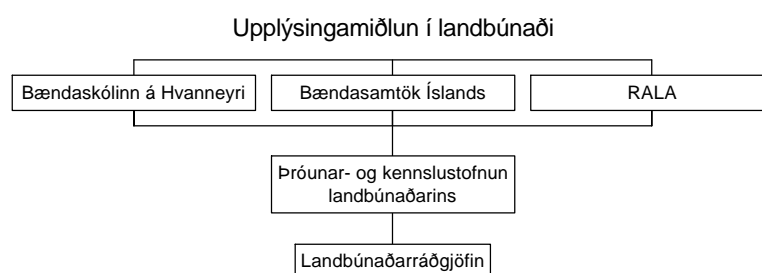 Upplýsingamiðlun í landbúnaði
Bændaskólinn á Hvanneyri
Bændasamtök Íslands
RALA
Þróunar- og kennslustofnun
landbúnaðarins
Landbúnaðarráðgjöfin